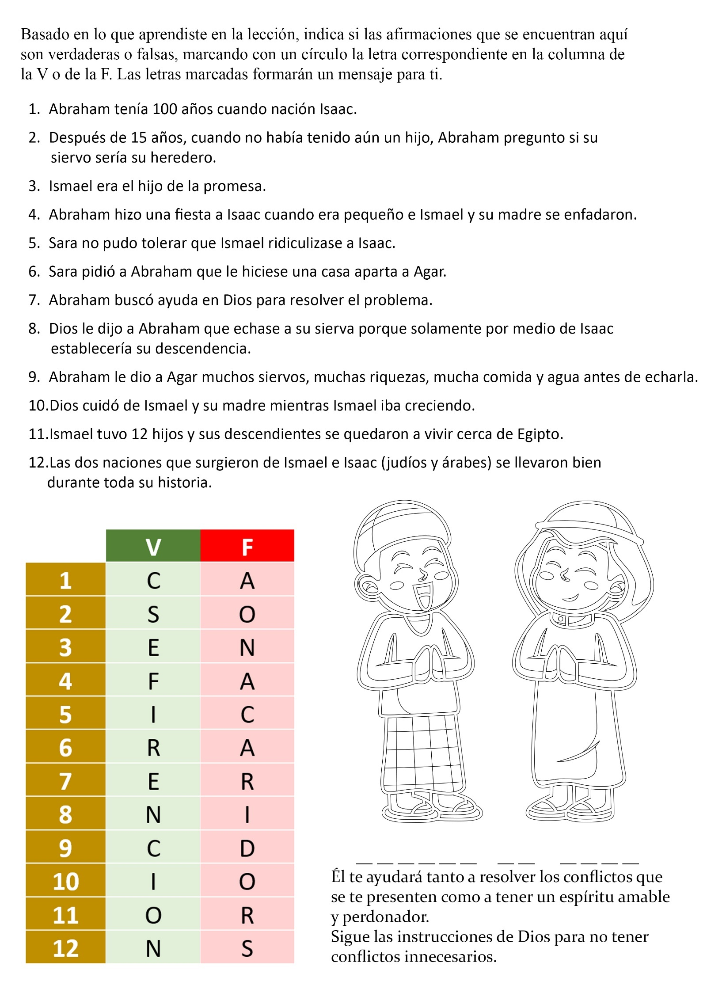 Basado en lo que aprendiste en la lección, indica si las afirmaciones que se encuentran aquí
son verdaderas o falsas, marcando con un círculo la letra correspondiente en la columna de
la V o de la F. Las letras marcadas formarán un mensaje para ti.
1. Abraham tenía 100 años cuando nación Isaac.
2. Después de 15 años, cuando no había tenido aún un hijo, Abraham pregunto si su
siervo sería su heredero.
3. Ismael era el hijo de la promesa.
4. Abraham hizo una fiesta a Isaac cuando era pequeño e Ismael y su madre se enfadaron.
5. Sara no pudo tolerar que Ismael ridiculizase a Isaac.
6. Sara pidió a Abraham que le hiciese una casa aparta a Agar.
7. Abraham buscó ayuda en Dios para resolver el problema.
8. Dios le dijo a Abraham que echase a su sierva porque solamente por medio de Isaac
establecería su descendencia.
9. Abraham le dio a Agar muchos siervos, muchas riquezas, mucha comida y agua antes de echarla.
10.Dios cuidó de Ismael y su madre mientras Ismael iba creciendo.
11.Ismael tuvo 12 hijos y sus descendientes se quedaron a vivir cerca de Egipto.
12.Las dos naciones que surgieron de Ismael e Isaac (judíos y árabes) se llevaron bien
durante toda su historia.
V F
1 C A
2 S O
3 E N
4 F A
5 I C
6 R A
7 E R
8 N I
9 C D
10 I O
11 O R
12 N S
__ __ __ __ __ __ __ __ __ __ __ __
Él te ayudará tanto a resolver los conflictos que
se te presenten como a tener un espíritu amable
y perdonador.
Sigue las instrucciones de Dios para no tener
conflictos innecesarios.